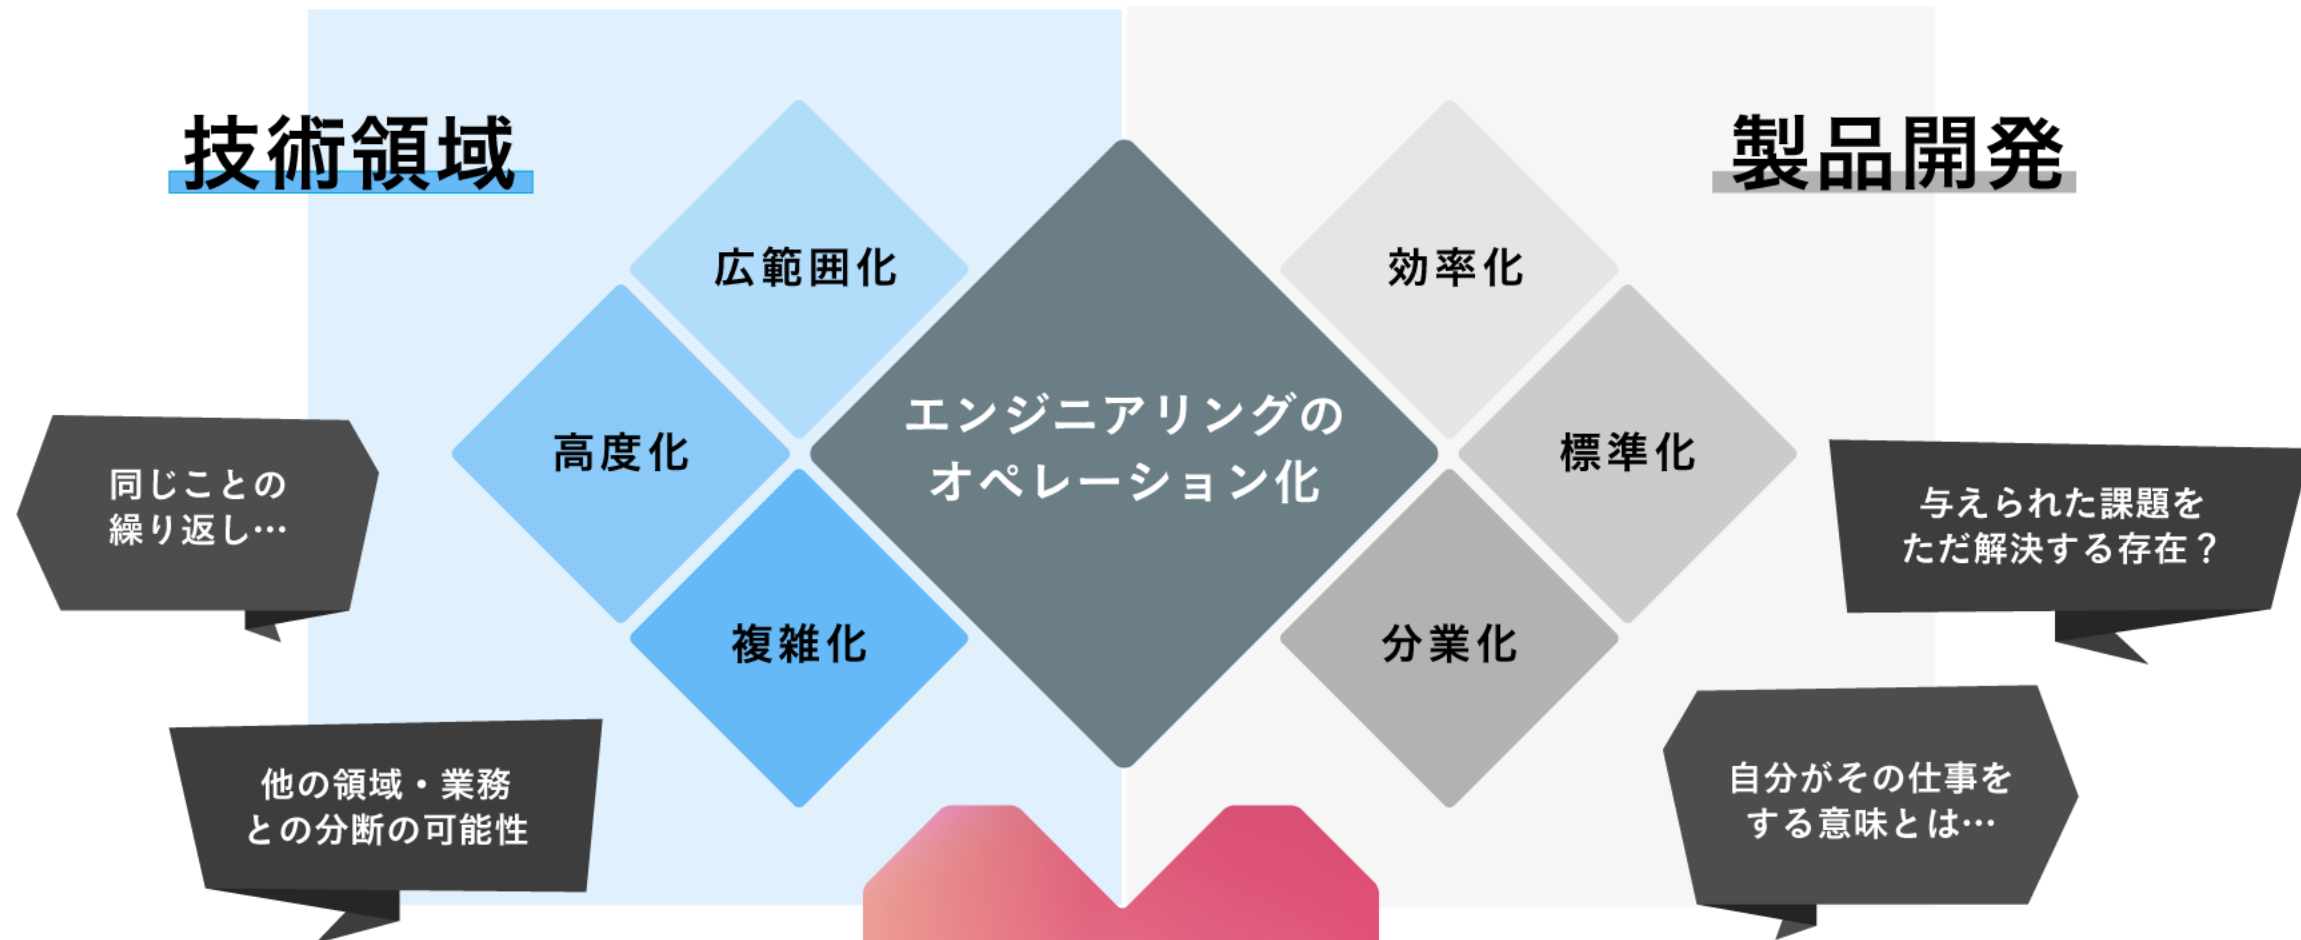 技術領域
製品開発
広範囲化
高度化
複雑化
エンジニアリングの
オペレーション化
効率化
標準化
分業化
同じことの
繰り返し…
他の領域・業務
との分断の可能性
与えられた課題を
ただ解決する存在？
自分がその仕事を
する意味とは…